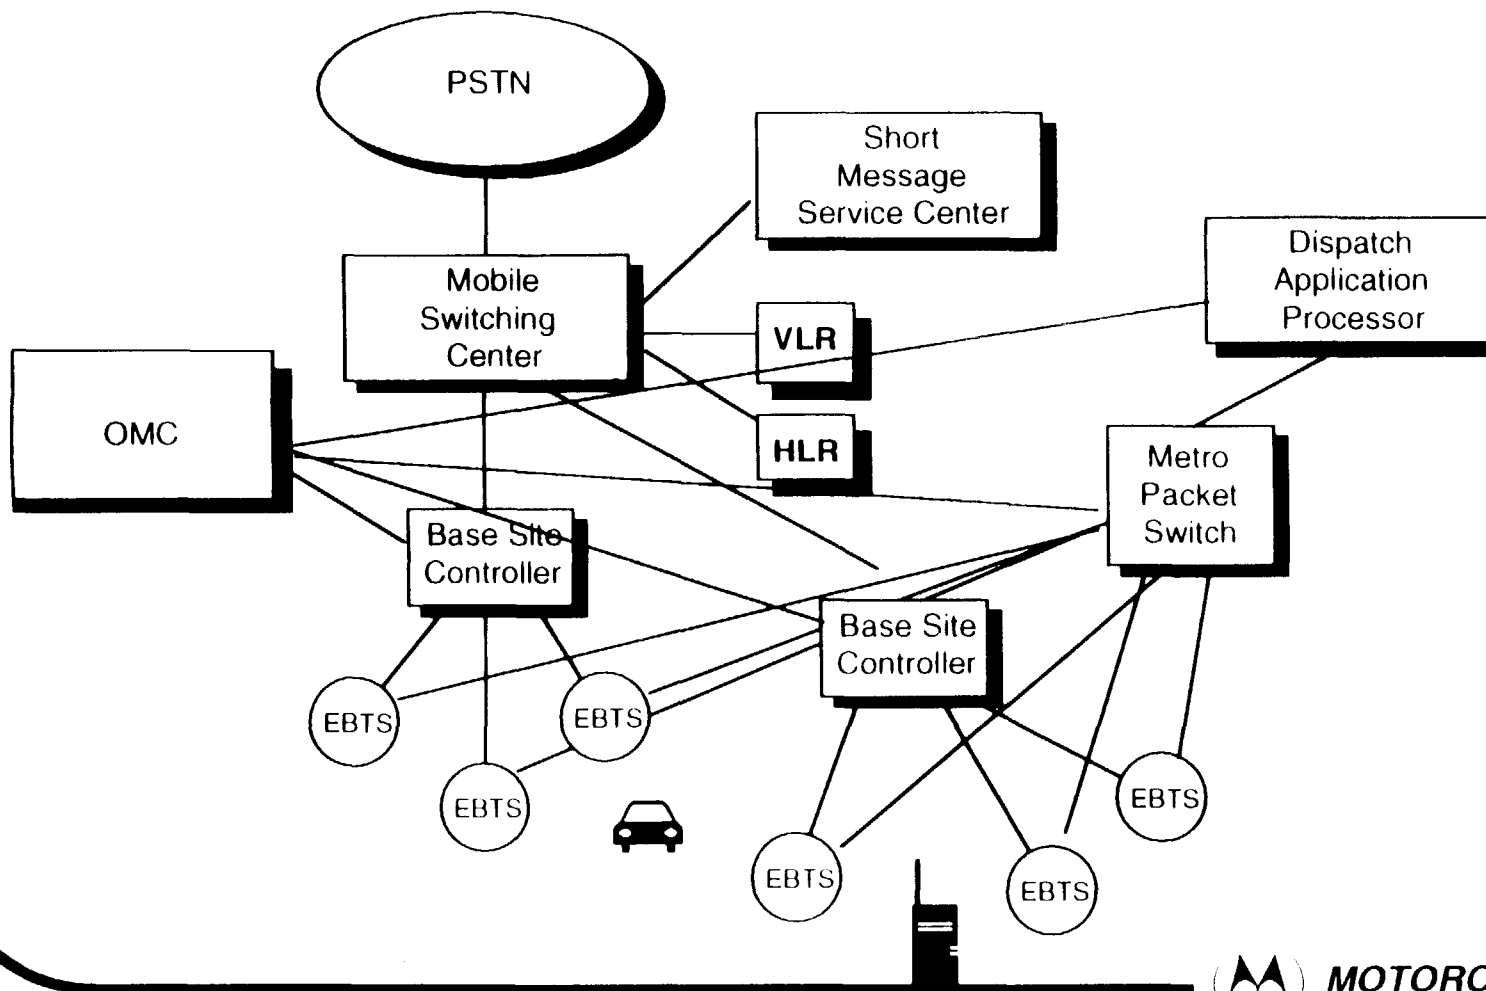 PSTN
Short
Message
Service Center
Dispatch
Application
Processor
Mobile
Switching
Center
VLR
OMC
HLR
Metro
Packet
Switch
Base Site
Controller
Base Site
Controller
EBTS
EBTS
EBTS
EBTS
EBTS
EBTS
MOTORO